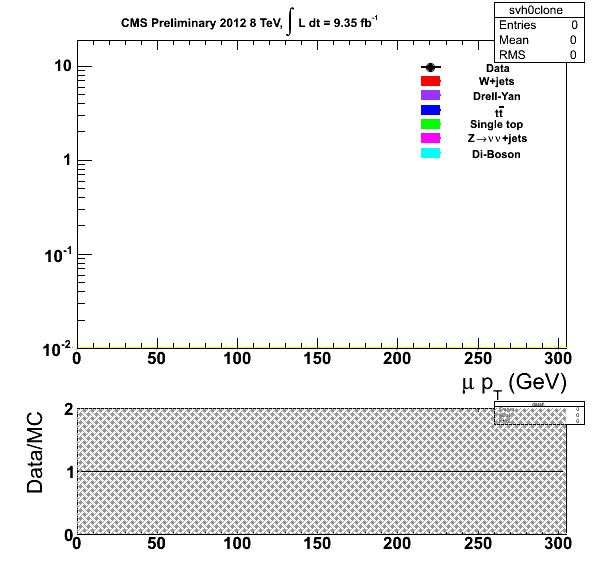 CMS Preliminary 2012 8 TeV, ∫ L dt = 9.35 fb⁻¹
svh0clone
Entries 0
Mean 0
RMS 0
Data
W+jets
Drell-Yan
tt̅
Single top
Z→νν+jets
Di-Boson
10
1
10⁻¹
10⁻²
0 50 100 150 200 250 300
μ p_T (GeV)
Data/MC
2
1
0
0 50 100 150 200 250 300